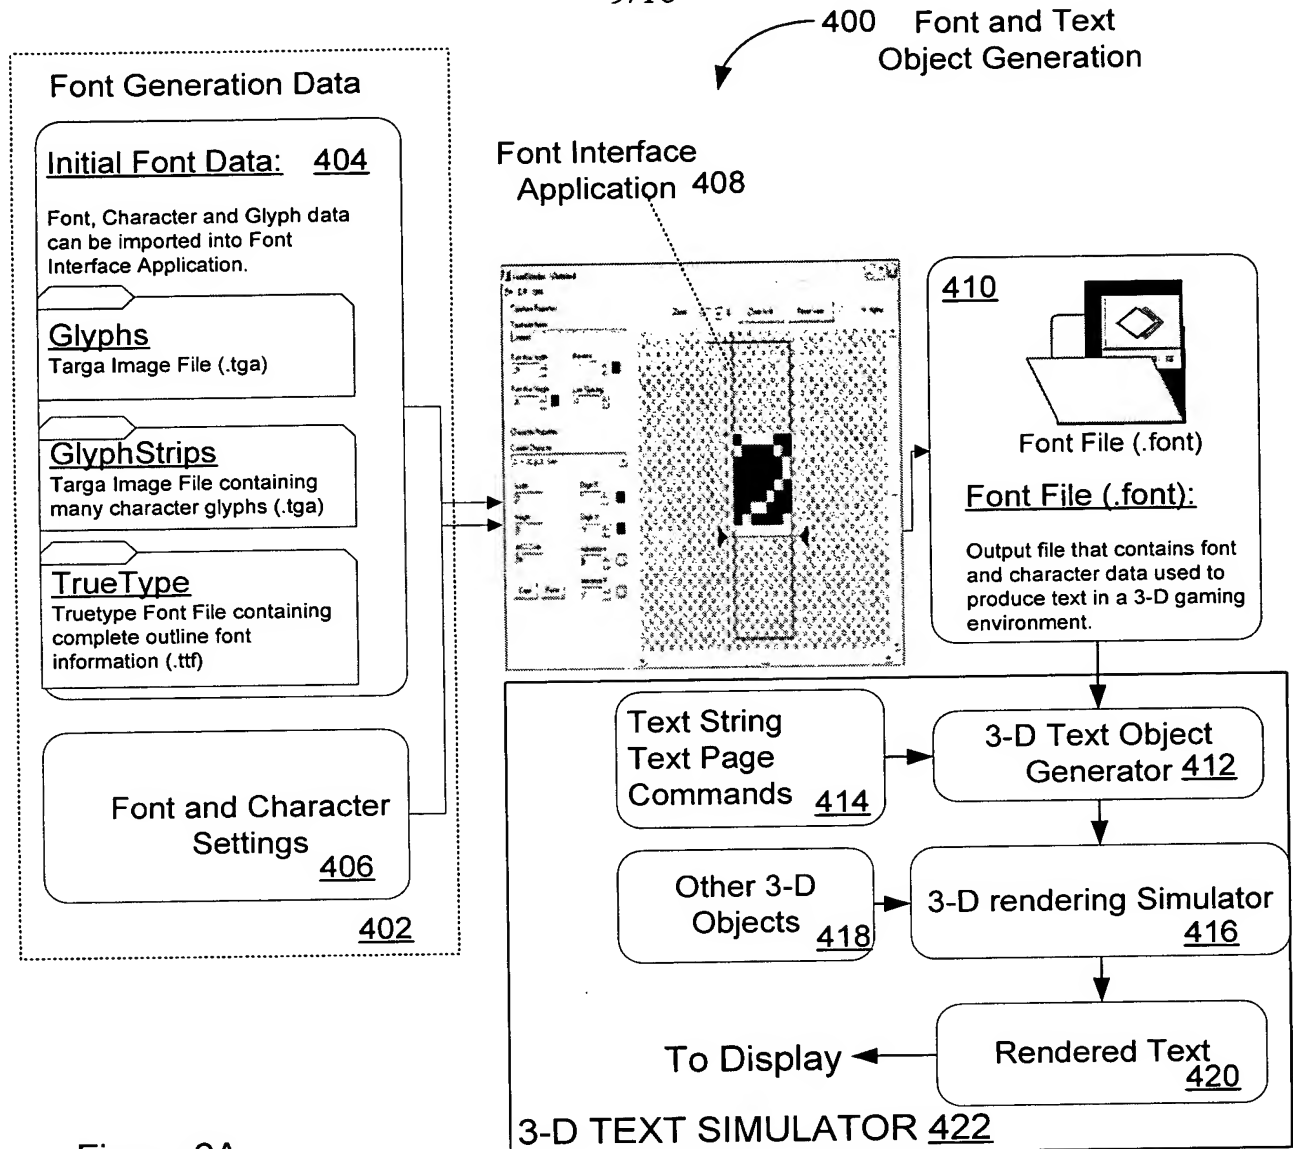 400 Font and Text
Object Generation
Font Generation Data
Initial Font Data: 404
Font, Character and Glyph data
can be imported into Font
Interface Application.
Glyphs
Targa Image File (.tga)
GlyphStrips
Targa Image File containing
many character glyphs (.tga)
TrueType
Truetype Font File containing
complete outline font
information (.ttf)
Font and Character
Settings
406
402
Font Interface
Application 408
410
Font File (.font)
Font File (.font):
Output file that contains font
and character data used to
produce text in a 3-D gaming
environment.
Text String
Text Page
Commands 414
3-D Text Object
Generator 412
Other 3-D
Objects 418
3-D rendering Simulator
416
To Display
Rendered Text
420
3-D TEXT SIMULATOR 422